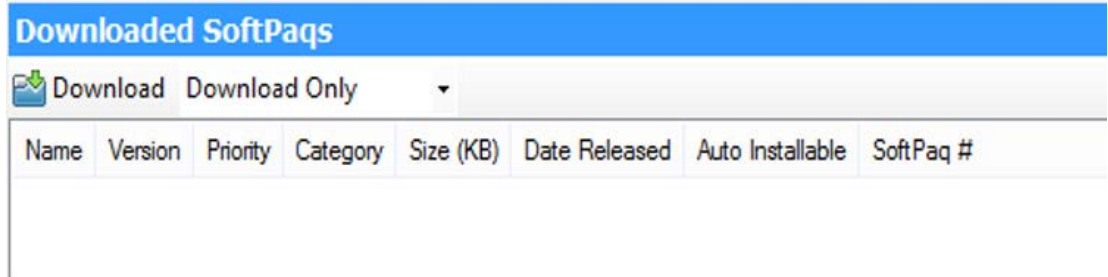 Downloaded SoftPaqs
Download Download Only
Name Version Priority Category Size (KB) Date Released Auto Installable SoftPaq #